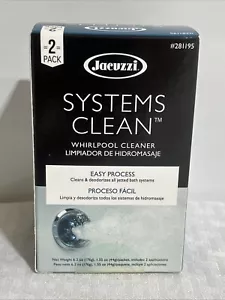 =2=
PACK
Jacuzzi
#281195
SYSTEMS
CLEAN™
WHIRLPOOL CLEANER
LIMPIADOR DE HIDROMASAJE
EASY PROCESS
Cleans & deodorizes all jetted bath systems
PROCESO FÁCIL
Limpia y desodoriza todos los sistemas de hidromasaje